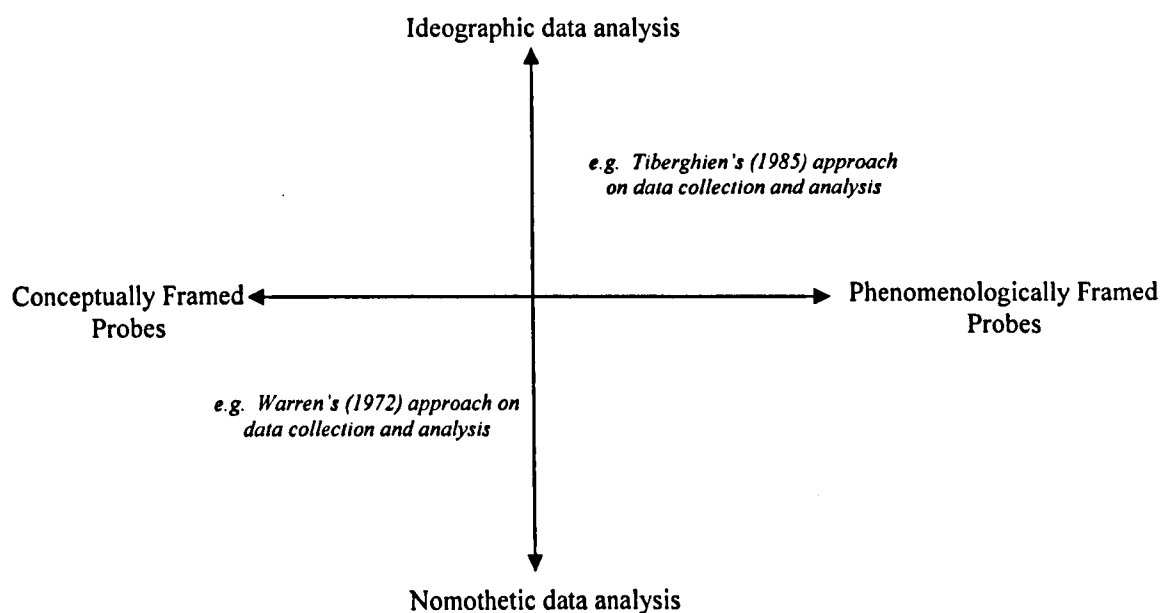 Ideographic data analysis
e.g. Tiberghien's (1985) approach
on data collection and analysis
Conceptually Framed
Probes
Phenomenologically Framed
Probes
e.g. Warren's (1972) approach on
data collection and analysis
Nomothetic data analysis